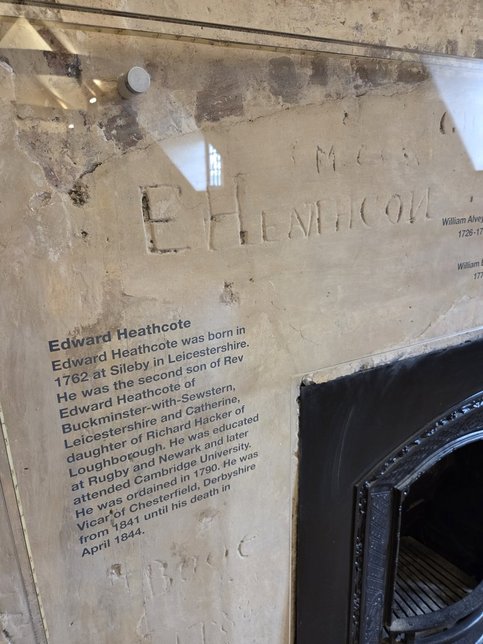 E HEATHCON
William Alvey
1726-17
William
177
Edward Heathcote
Edward Heathcote was born in
1762 at Sileby in Leicestershire.
He was the second son of Rev
Edward Heathcote of
Buckminster-with-Sewstern,
Leicestershire and Catherine,
daughter of Richard Hacker of
Loughborough. He was educated
at Rugby and Newark and later
attended Cambridge University.
He was ordained in 1790. He was
Vicar of Chesterfield, Derbyshire
from 1841 until his death in
April 1844.